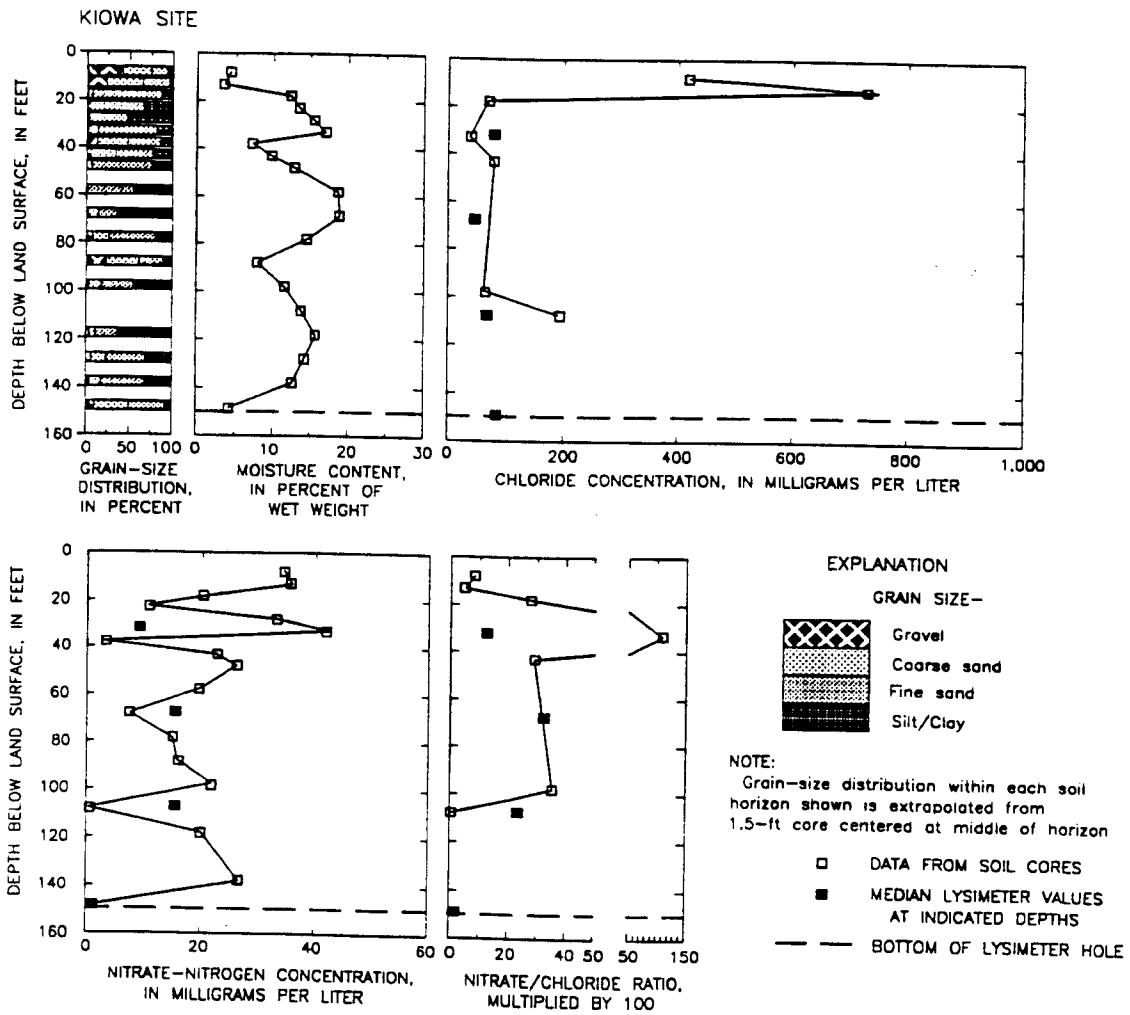 KIOWA SITE
DEPTH BELOW LAND SURFACE, IN FEET
0
20
40
60
80
100
120
140
160
0 50 100
GRAIN-SIZE
DISTRIBUTION,
IN PERCENT
0 10 20 30
MOISTURE CONTENT,
IN PERCENT OF
WET WEIGHT
0 200 400 600 800 1,000
CHLORIDE CONCENTRATION, IN MILLIGRAMS PER LITER
DEPTH BELOW LAND SURFACE, IN FEET
0
20
40
60
80
100
120
140
160
0 20 40 60
NITRATE-NITROGEN CONCENTRATION,
IN MILLIGRAMS PER LITER
0 20 40 50 50 150
NITRATE/CHLORIDE RATIO,
MULTIPLIED BY 100
EXPLANATION
GRAIN SIZE-
Gravel
Coarse sand
Fine sand
Silt/Clay
NOTE:
Grain-size distribution within each soil
horizon shown is extrapolated from
1.5-ft core centered at middle of horizon
DATA FROM SOIL CORES
MEDIAN LYSIMETER VALUES
AT INDICATED DEPTHS
BOTTOM OF LYSIMETER HOLE